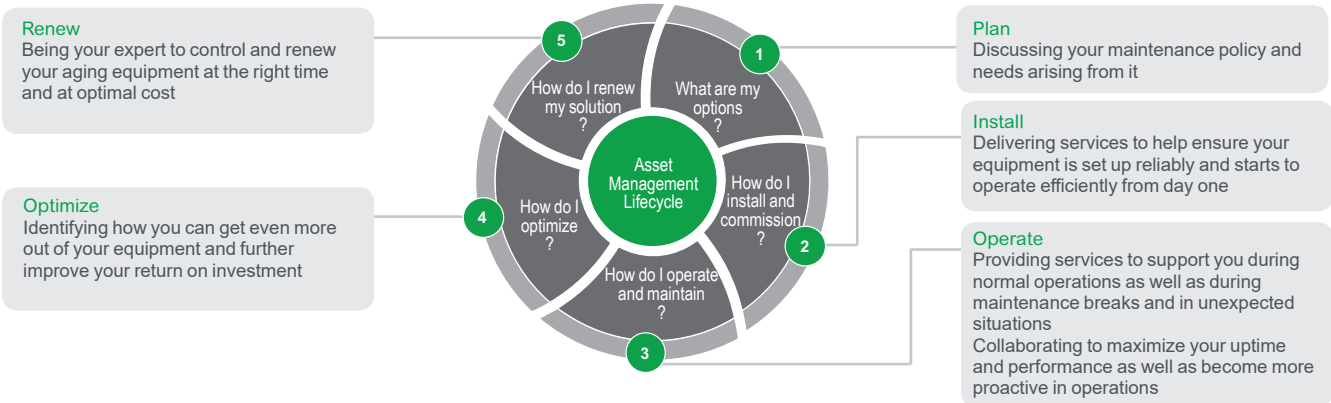 Renew
Being your expert to control and renew
your aging equipment at the right time
and at optimal cost
Optimize
Identifying how you can get even more
out of your equipment and further
improve your return on investment
5
How do I renew
my solution
?
1
What are my
options
?
Asset
Management
Lifecycle
How do I
install and
commission
?
2
4
How do I
optimize
?
How do I operate
and maintain
?
3
Plan
Discussing your maintenance policy and
needs arising from it
Install
Delivering services to help ensure your
equipment is set up reliably and starts to
operate efficiently from day one
Operate
Providing services to support you during
normal operations as well as during
maintenance breaks and in unexpected
situations
Collaborating to maximize your uptime
and performance as well as become more
proactive in operations